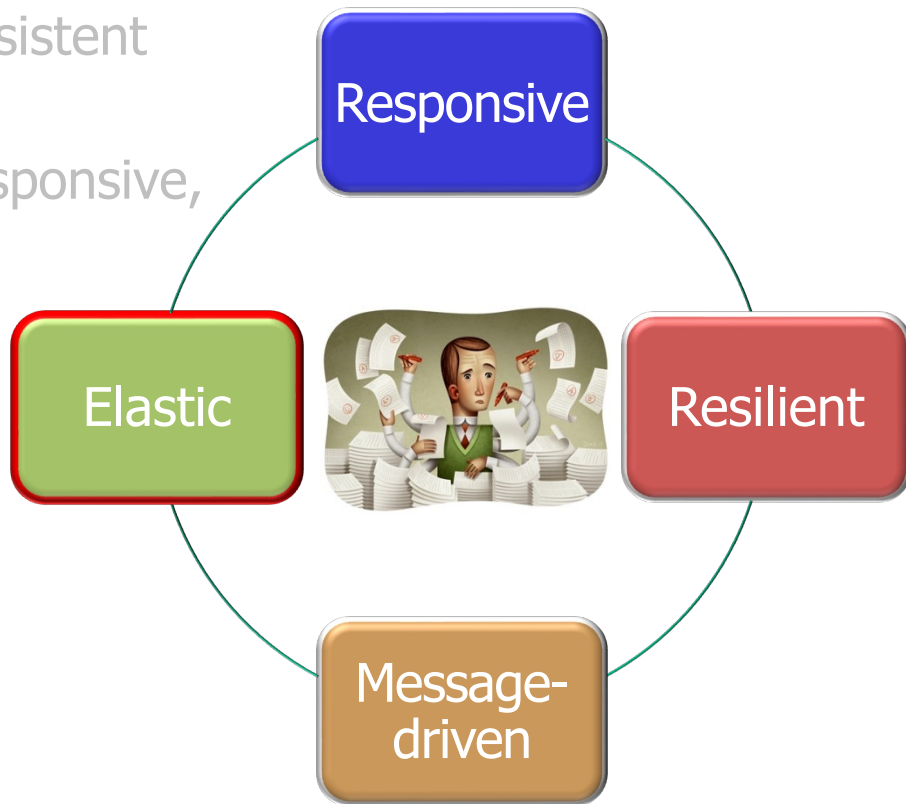 sistent
Responsive
sponsive,
Elastic
Resilient
Message-
driven